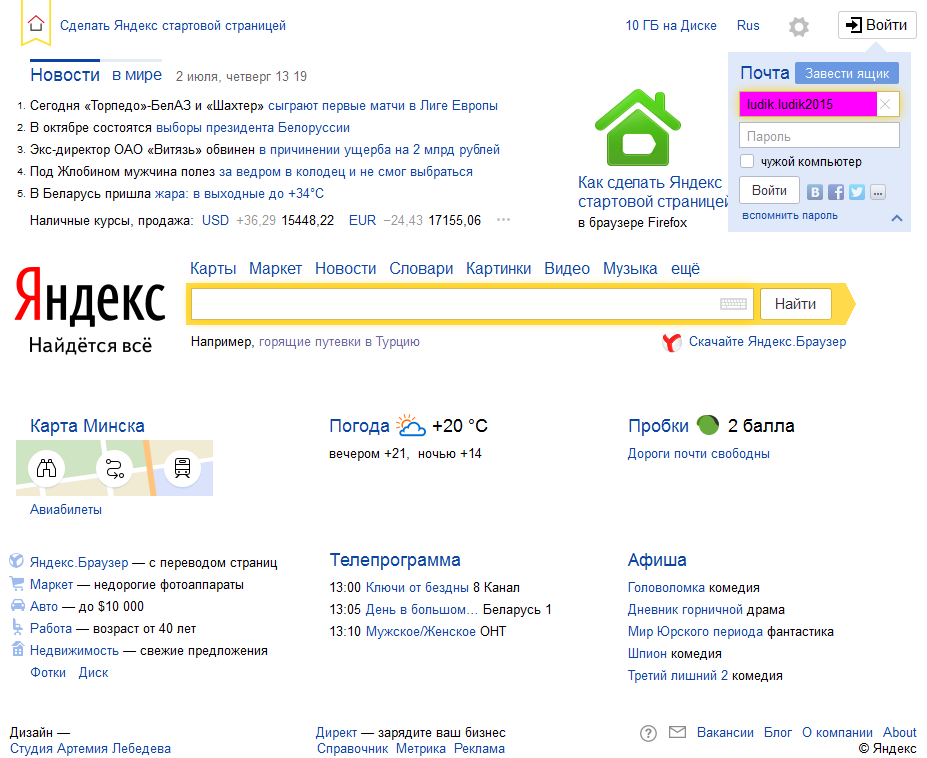 Сделать Яндекс стартовой страницей
10 ГБ на Диске Rus Войти
Новости в мире 2 июля, четверг 13 19
1. Сегодня «Торпедо»-БелАЗ и «Шахтер» сыграют первые матчи в Лиге Европы
2. В октябре состоятся выборы президента Белоруссии
3. Экс-директор ОАО «Витязь» обвинен в причинении ущерба на 2 млрд рублей
4. Под Жлобином мужчина полез за ведром в колодец и не смог выбраться
5. В Беларусь пришла жара: в выходные до +34°C
Наличные курсы, продажа: USD +36,29 15448,22 EUR −24,43 17155,06
Как сделать Яндекс
стартовой страницей
в браузере Firefox
Почта Завести ящик
ludik.ludik2015
Пароль
чужой компьютер
Войти
вспомнить пароль
Яндекс
Найдётся всё
Карты Маркет Новости Словари Картинки Видео Музыка ещё
Найти
Например, горящие путевки в Турцию
Скачайте Яндекс.Браузер
Карта Минска
Авиабилеты
Погода +20 °C
вечером +21, ночью +14
Пробки 2 балла
Дороги почти свободны
Яндекс.Браузер — с переводом страниц
Маркет — недорогие фотоаппараты
Авто — до $10 000
Работа — возраст от 40 лет
Недвижимость — свежие предложения
Фотки Диск
Телепрограмма
13:00 Ключи от бездны 8 Канал
13:05 День в большом... Беларусь 1
13:10 Мужское/Женское ОНТ
Афиша
Головоломка комедия
Дневник горничной драма
Мир Юрского периода фантастика
Шпион комедия
Третий лишний 2 комедия
Дизайн —
Студия Артемия Лебедева
Директ — зарядите ваш бизнес
Справочник Метрика Реклама
Вакансии Блог О компании About
© Яндекс